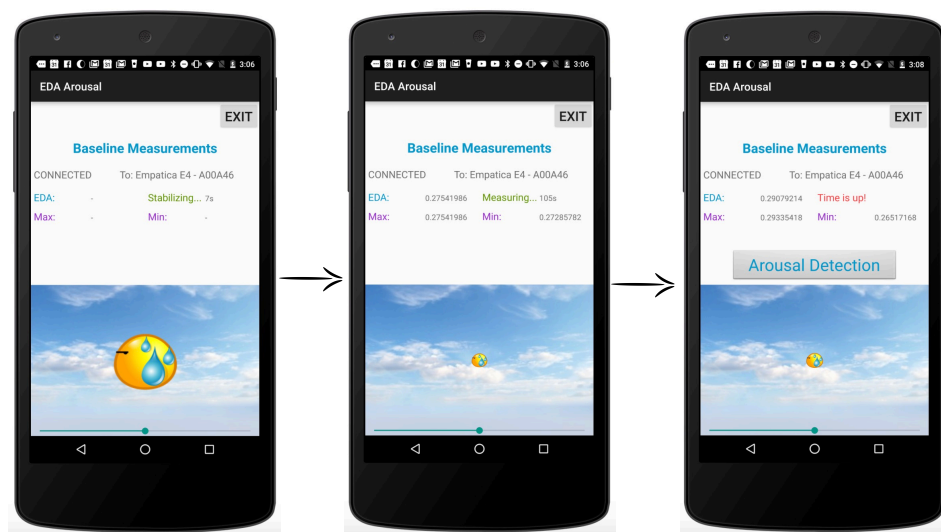 3:06
EDA Arousal
EXIT
Baseline Measurements
CONNECTED To: Empatica E4 - A00A46
EDA: - Stabilizing... 7s
Max: - Min: -
3:06
EDA Arousal
EXIT
Baseline Measurements
CONNECTED To: Empatica E4 - A00A46
EDA: 0.27541986 Measuring... 105s
Max: 0.27541986 Min: 0.27285782
3:08
EDA Arousal
EXIT
Baseline Measurements
CONNECTED To: Empatica E4 - A00A46
EDA: 0.29079214 Time is up!
Max: 0.29335418 Min: 0.26517168
Arousal Detection